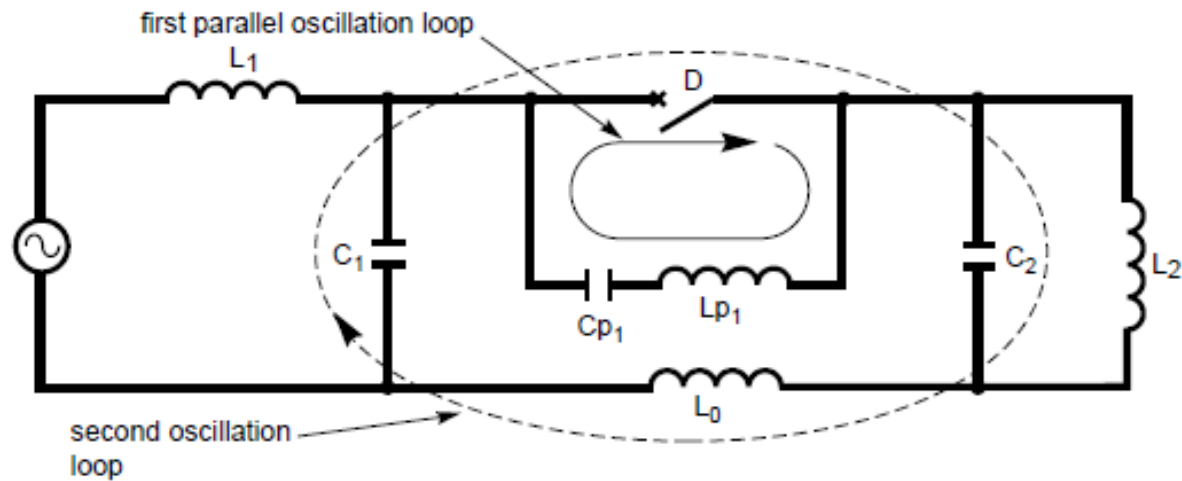 first parallel oscillation loop
L1
D
C1
C2
L2
Cp1
Lp1
L0
second oscillation
loop